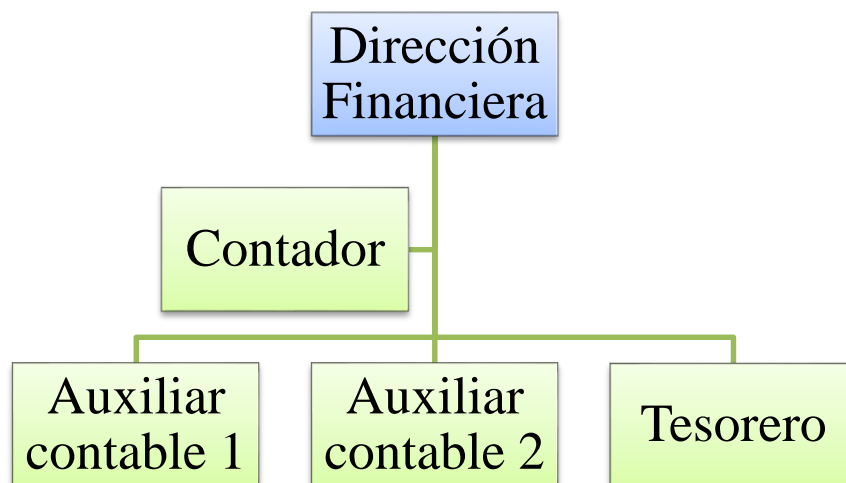 Dirección
Financiera
Contador
Auxiliar
contable 1
Auxiliar
contable 2
Tesorero